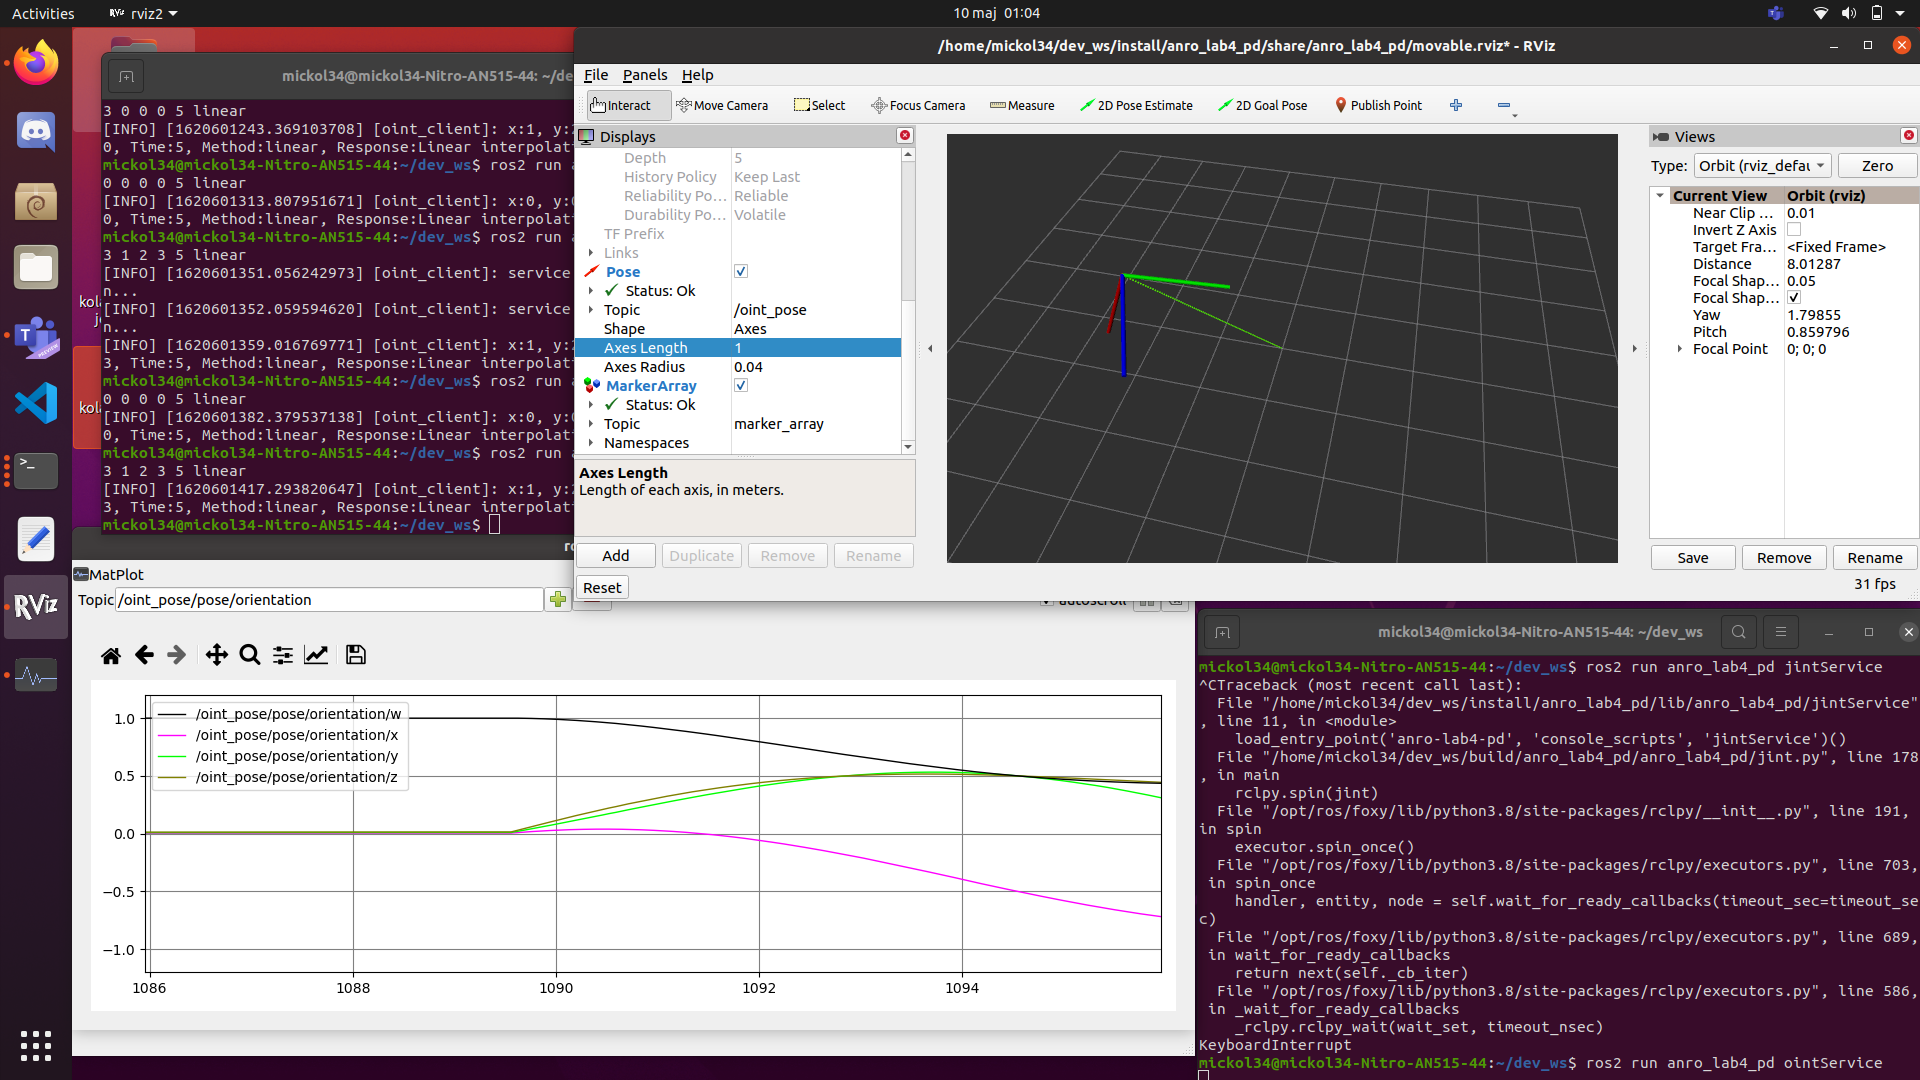 Activities
rviz2
10 maj 01:04
mickol34@mickol34-Nitro-AN515-44: ~/de
3 0 0 0 5 linear
[INFO] [1620601243.369103708] [oint_client]: x:1, y:
0, Time:5, Method:linear, Response:Linear interpolat
mickol34@mickol34-Nitro-AN515-44:~/dev_ws$ ros2 run
0 0 0 0 5 linear
[INFO] [1620601313.807951671] [oint_client]: x:0, y:
0, Time:5, Method:linear, Response:Linear interpolat
mickol34@mickol34-Nitro-AN515-44:~/dev_ws$ ros2 run
3 1 2 3 5 linear
[INFO] [1620601351.056242973] [oint_client]: service
n...
[INFO] [1620601352.059594620] [oint_client]: service
n...
[INFO] [1620601359.016769771] [oint_client]: x:1, y:
3, Time:5, Method:linear, Response:Linear interpolat
mickol34@mickol34-Nitro-AN515-44:~/dev_ws$ ros2 run
0 0 0 0 5 linear
[INFO] [1620601382.379537138] [oint_client]: x:0, y:
0, Time:5, Method:linear, Response:Linear interpolat
mickol34@mickol34-Nitro-AN515-44:~/dev_ws$ ros2 run
3 1 2 3 5 linear
[INFO] [1620601417.293820647] [oint_client]: x:1, y:
3, Time:5, Method:linear, Response:Linear interpolat
mickol34@mickol34-Nitro-AN515-44:~/dev_ws$
/home/mickol34/dev_ws/install/anro_lab4_pd/share/anro_lab4_pd/movable.rviz* - RViz
File Panels Help
Interact Move Camera Select Focus Camera Measure 2D Pose Estimate 2D Goal Pose Publish Point
Displays
Depth 5
History Policy Keep Last
Reliability Po... Reliable
Durability Po... Volatile
TF Prefix
Links
Pose
Status: Ok
Topic /oint_pose
Shape Axes
Axes Length 1
Axes Radius 0.04
MarkerArray
Status: Ok
Topic marker_array
Namespaces
Axes Length
Length of each axis, in meters.
Add Duplicate Remove Rename
Reset
Views
Type: Orbit (rviz_defau Zero
Current View Orbit (rviz)
Near Clip ... 0.01
Invert Z Axis
Target Fra... <Fixed Frame>
Distance 8.01287
Focal Shap... 0.05
Focal Shap...
Yaw 1.79855
Pitch 0.859796
Focal Point 0; 0; 0
Save Remove Rename
31 fps
MatPlot
Topic /oint_pose/pose/orientation
autoscroll
/oint_pose/pose/orientation/w
/oint_pose/pose/orientation/x
/oint_pose/pose/orientation/y
/oint_pose/pose/orientation/z
1.0
0.5
0.0
−0.5
−1.0
1086 1088 1090 1092 1094
mickol34@mickol34-Nitro-AN515-44: ~/dev_ws
mickol34@mickol34-Nitro-AN515-44:~/dev_ws$ ros2 run anro_lab4_pd jintService
^CTraceback (most recent call last):
File "/home/mickol34/dev_ws/install/anro_lab4_pd/lib/anro_lab4_pd/jintService"
, line 11, in <module>
load_entry_point('anro-lab4-pd', 'console_scripts', 'jintService')()
File "/home/mickol34/dev_ws/build/anro_lab4_pd/anro_lab4_pd/jint.py", line 178
, in main
rclpy.spin(jint)
File "/opt/ros/foxy/lib/python3.8/site-packages/rclpy/__init__.py", line 191,
in spin
executor.spin_once()
File "/opt/ros/foxy/lib/python3.8/site-packages/rclpy/executors.py", line 703,
in spin_once
handler, entity, node = self.wait_for_ready_callbacks(timeout_sec=timeout_se
c)
File "/opt/ros/foxy/lib/python3.8/site-packages/rclpy/executors.py", line 689,
in wait_for_ready_callbacks
return next(self._cb_iter)
File "/opt/ros/foxy/lib/python3.8/site-packages/rclpy/executors.py", line 586,
in _wait_for_ready_callbacks
_rclpy.rclpy_wait(wait_set, timeout_nsec)
KeyboardInterrupt
mickol34@mickol34-Nitro-AN515-44:~/dev_ws$ ros2 run anro_lab4_pd ointService